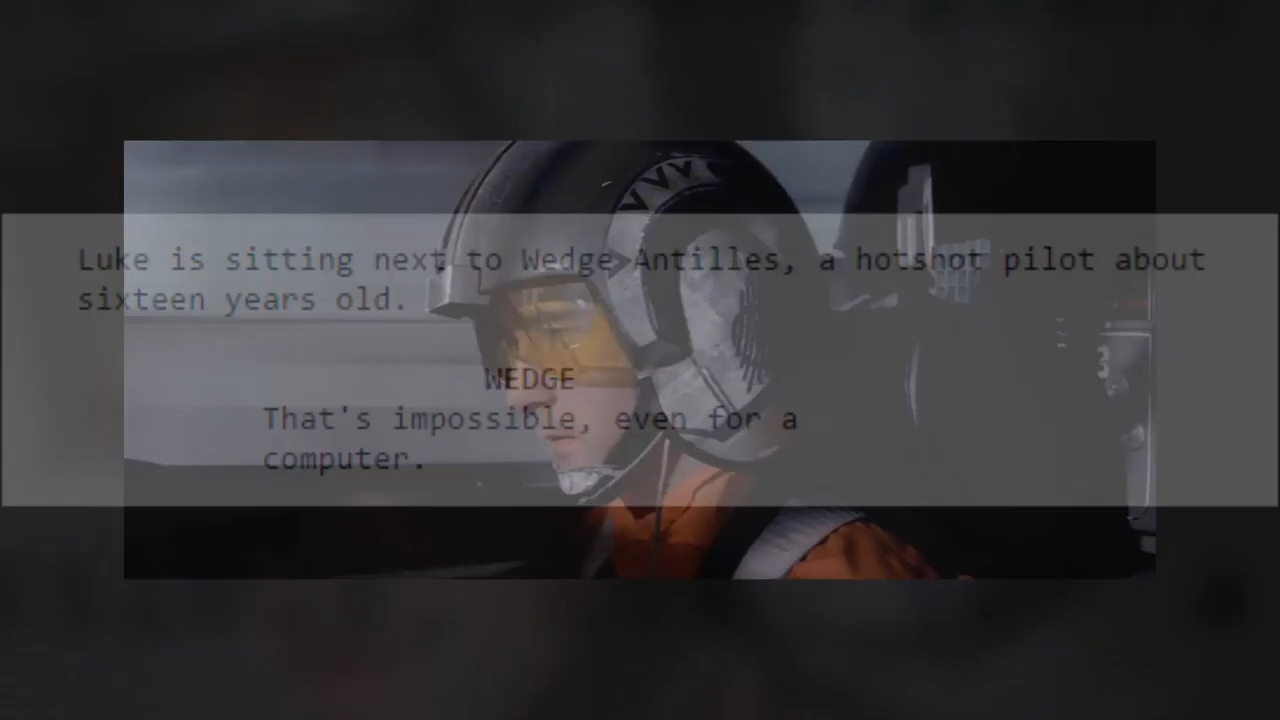 Luke is sitting next to Wedge Antilles, a hotshot pilot about
sixteen years old.
WEDGE
That's impossible, even for a
computer.